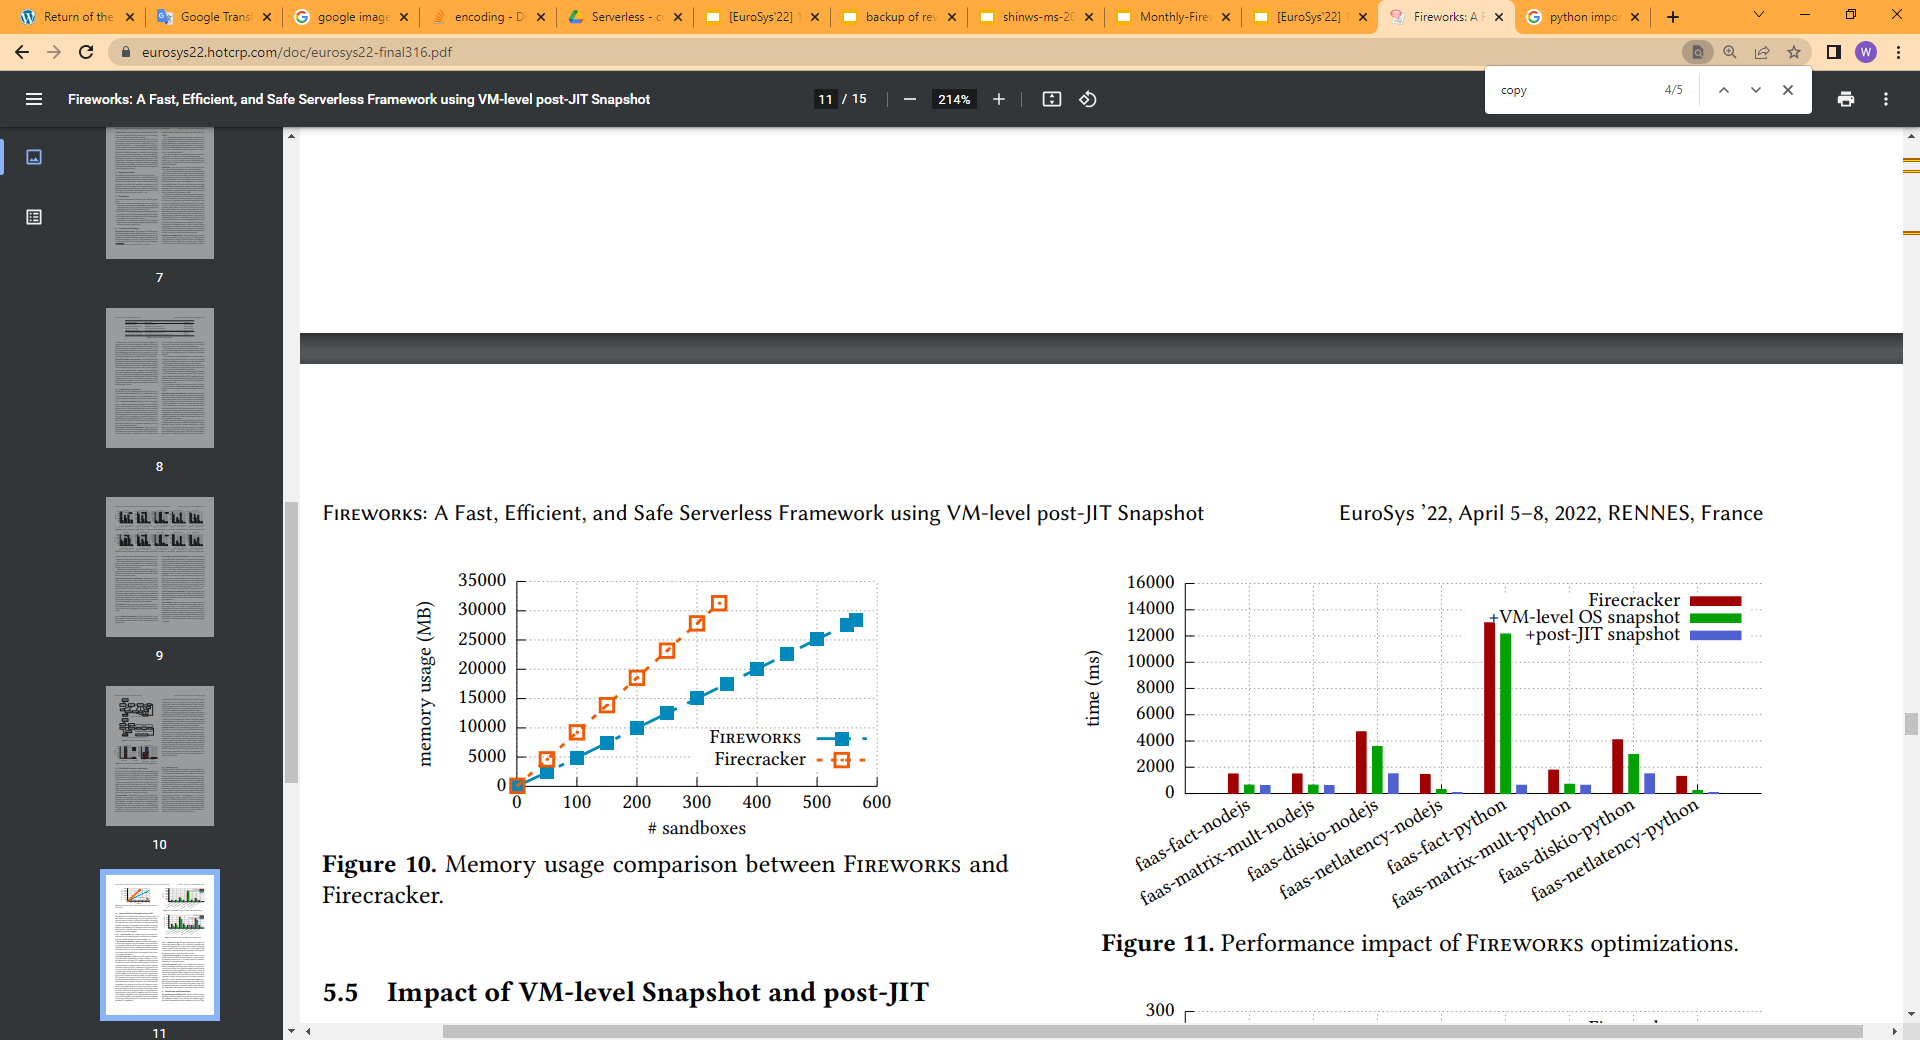 Return of the
Google Trans
google image
encoding - D
Serverless - c
[EuroSys'22] 1
backup of rev
shinws-ms-20
Monthly-Fire
[EuroSys'22] 1
Fireworks: A F
python impo
eurosys22.hotcrp.com/doc/eurosys22-final316.pdf
W
copy
4/5
Fireworks: A Fast, Efficient, and Safe Serverless Framework using VM-level post-JIT Snapshot
11 / 15
214%
7
8
9
10
11
FIREWORKS: A Fast, Efficient, and Safe Serverless Framework using VM-level post-JIT Snapshot
EuroSys ’22, April 5–8, 2022, RENNES, France
memory usage (MB)
35000
30000
25000
20000
15000
10000
5000
0
FIREWORKS
Firecracker
0 100 200 300 400 500 600
# sandboxes
Figure 10. Memory usage comparison between FIREWORKS and
Firecracker.
5.5 Impact of VM-level Snapshot and post-JIT
time (ms)
16000
14000
12000
10000
8000
6000
4000
2000
0
Firecracker
+VM-level OS snapshot
+post-JIT snapshot
faas-fact-nodejs
faas-matrix-mult-nodejs
faas-diskio-nodejs
faas-netlatency-nodejs
faas-fact-python
faas-matrix-mult-python
faas-diskio-python
faas-netlatency-python
Figure 11. Performance impact of FIREWORKS optimizations.
300